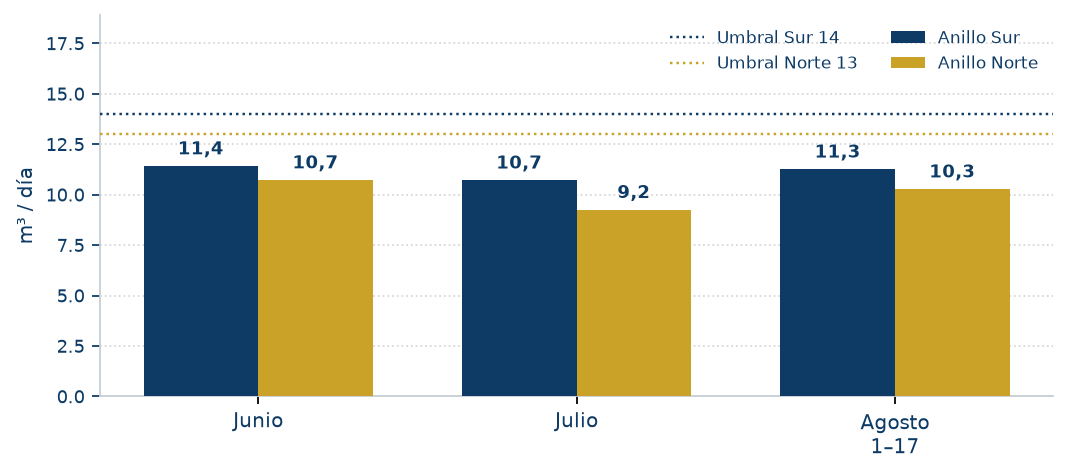 Umbral Sur 14
Umbral Norte 13
Anillo Sur
Anillo Norte
m³ / día
17.5
15.0
12.5
10.0
7.5
5.0
2.5
0.0
11,4
10,7
10,7
9,2
11,3
10,3
Junio
Julio
Agosto
1–17